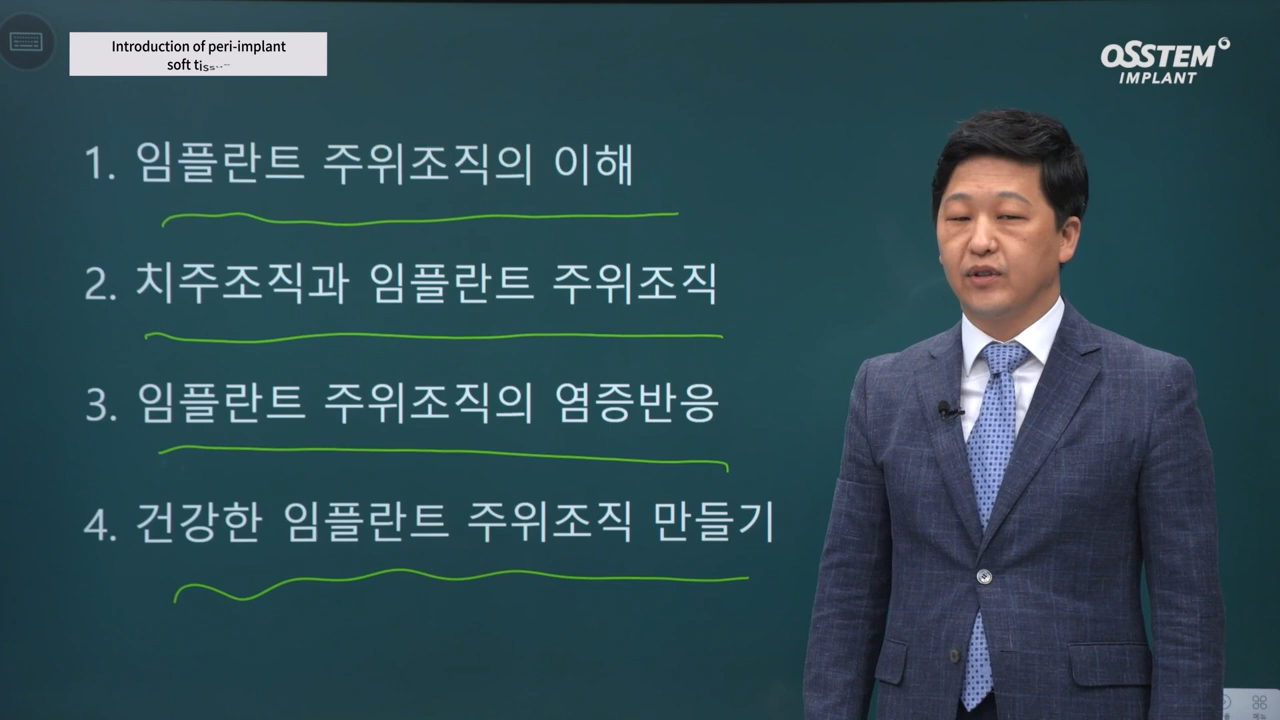 Introduction of peri-implant
soft
OSSTEM
IMPLANT
1. 임플란트 주위조직의 이해
2. 치주조직과 임플란트 주위조직
3. 임플란트 주위조직의 염증반응
4. 건강한 임플란트 주위조직 만들기